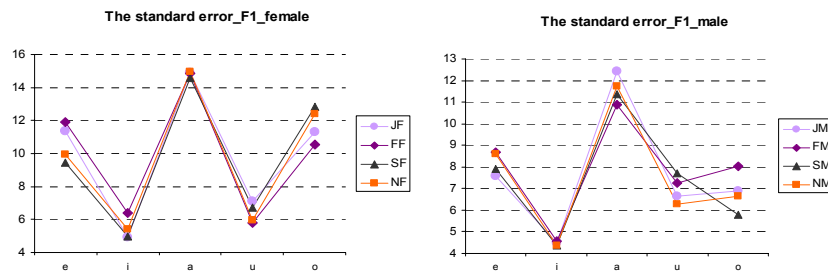 The standard error_F1_female
16
14
12
10
8
6
4
e i a u o
JF
FF
SF
NF
The standard error_F1_male
13
12
11
10
9
8
7
6
5
4
e i a u o
JM
FM
SM
NM